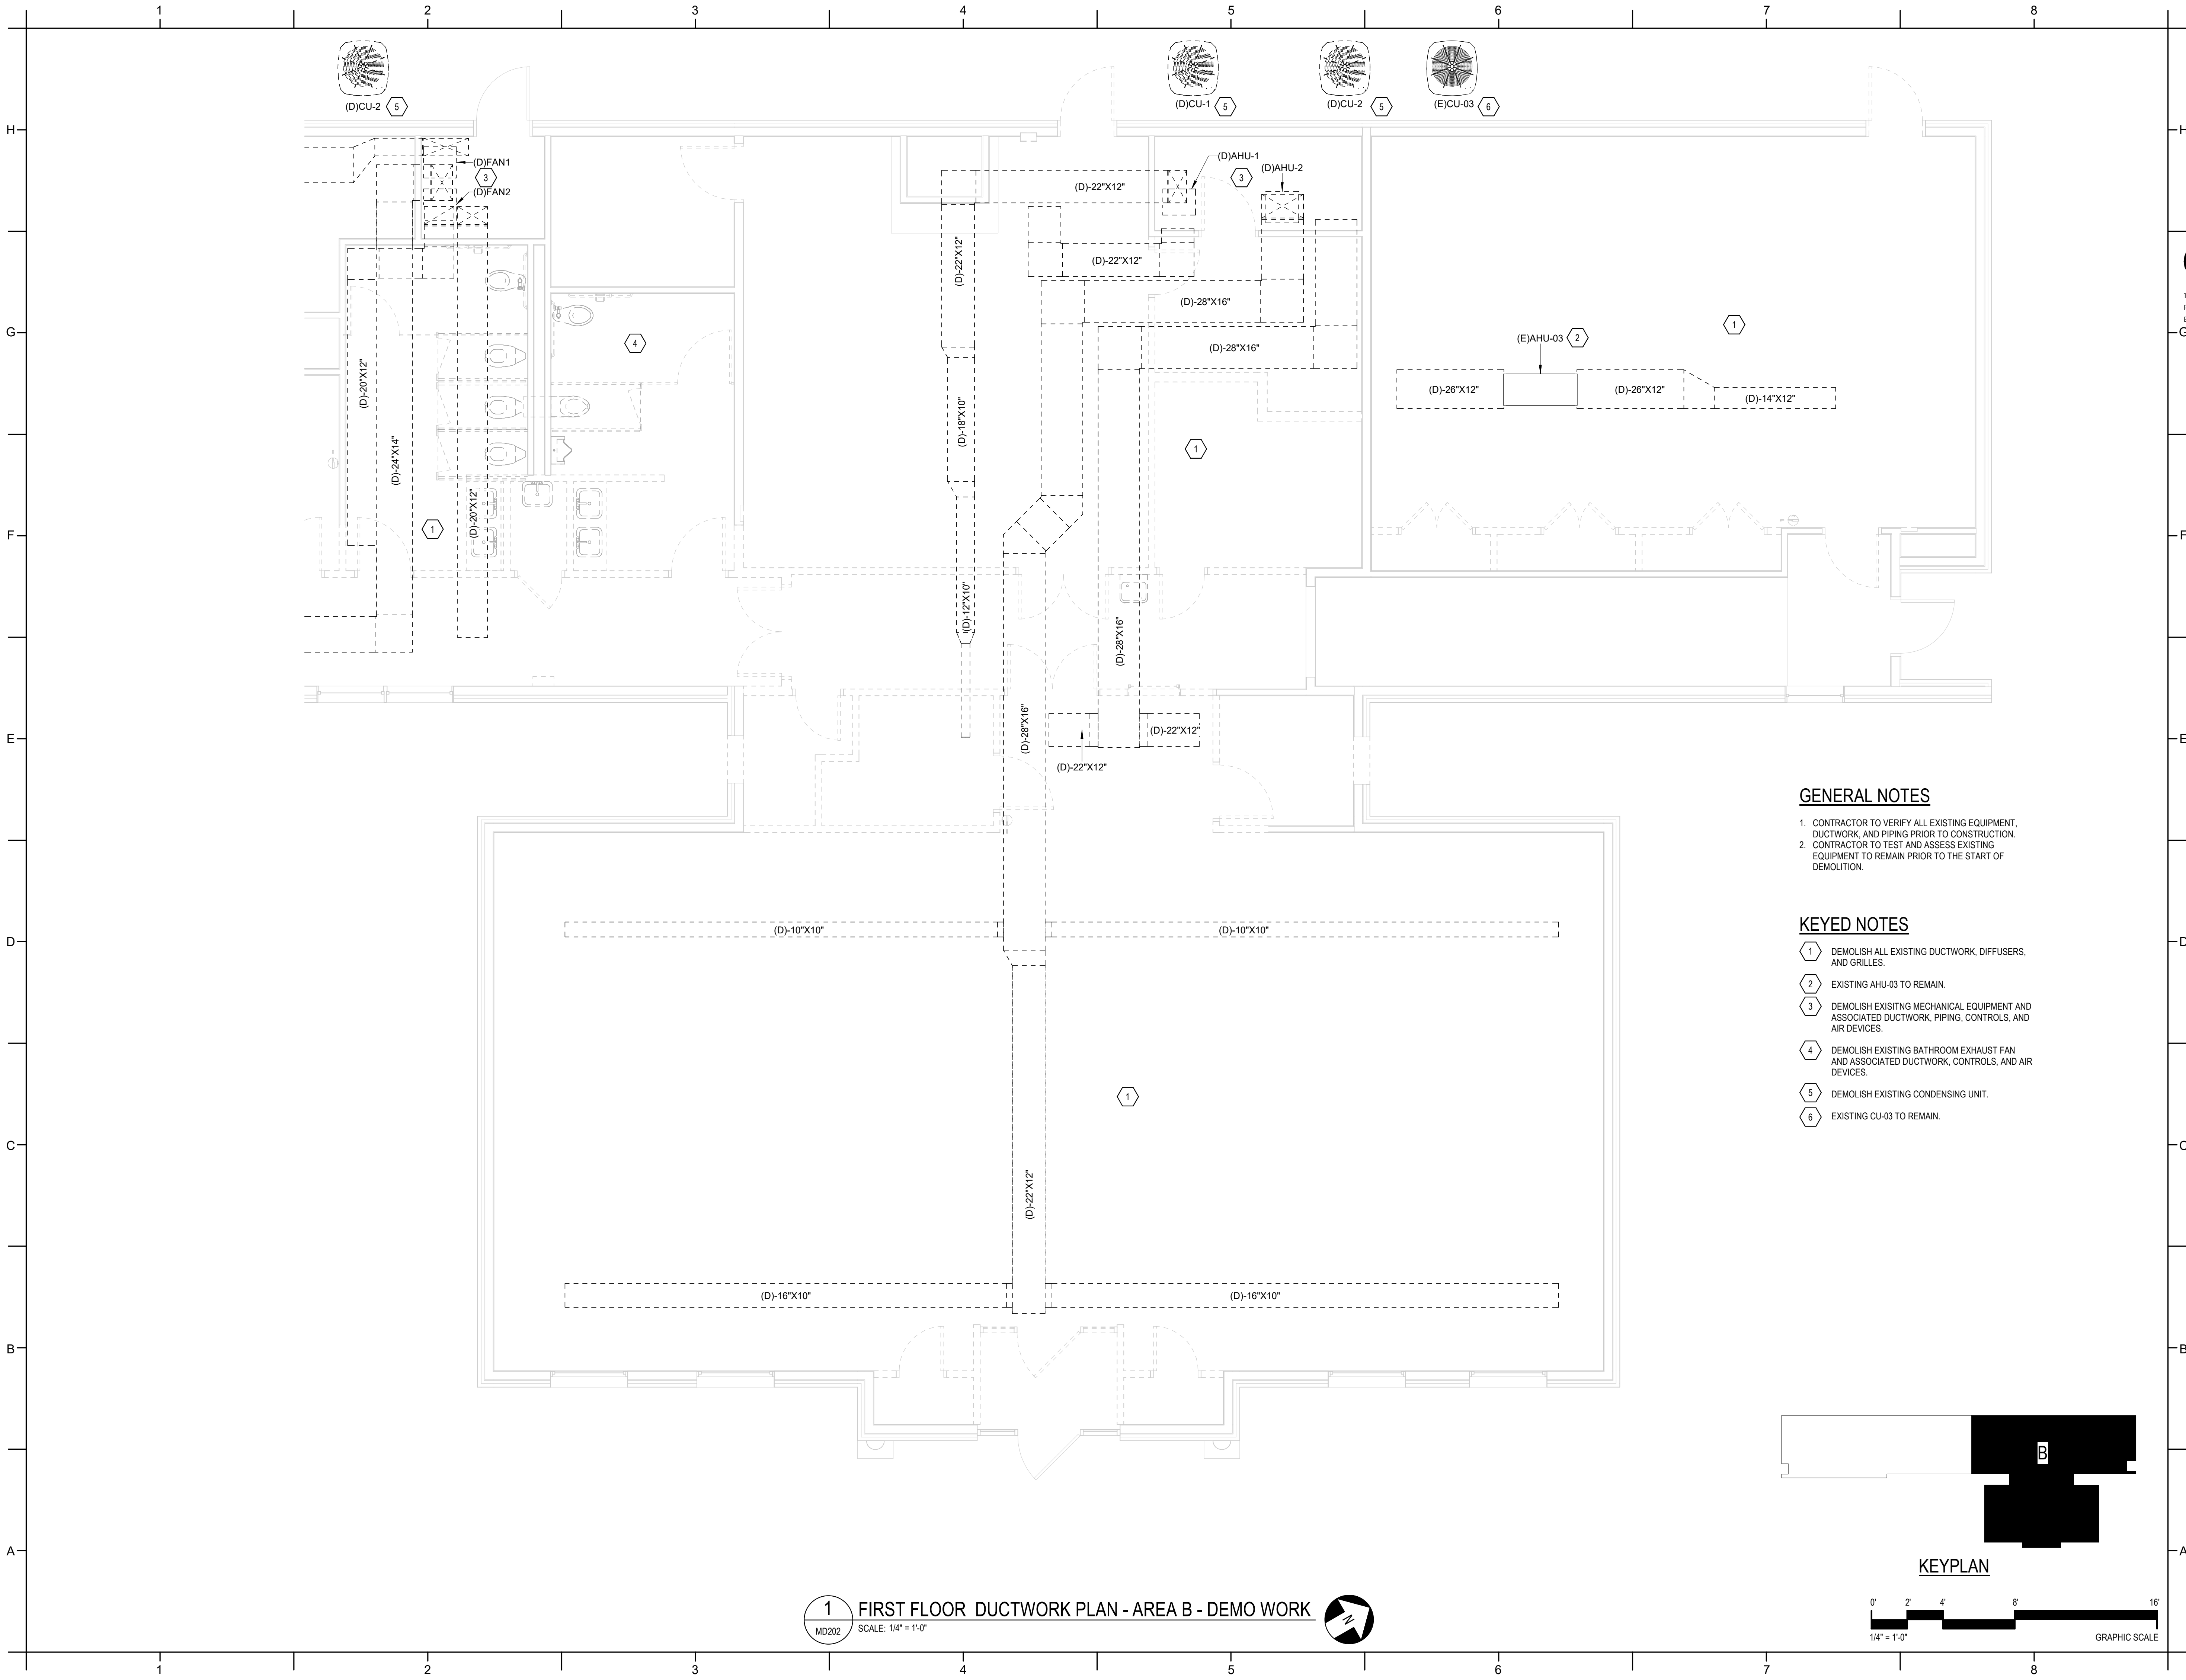 1 2 3 4 5 6 7 8
(D)CU-2 5
(D)CU-1 5
(D)CU-2 5
(E)CU-03 6
H H
(D)FAN1
3
(D)FAN2
(D)AHU-1
3
(D)AHU-2
(D)-22"X12"
(D)-22"X12"
(D)-22"X12"
(D)-28"X16"
(D)-28"X16"
G G
1
4
(E)AHU-03 2
(D)-26"X12"
(D)-26"X12"
(D)-14"X12"
(D)-20"X12"
(D)-24"X14"
(D)-20"X12"
(D)-18"X10"
1
1
F F
(D)-12"X10"
(D)-28"X16"
(D)-28"X16"
(D)-22"X12"
(D)-22"X12"
E E
GENERAL NOTES
1. CONTRACTOR TO VERIFY ALL EXISTING EQUIPMENT,
DUCTWORK, AND PIPING PRIOR TO CONSTRUCTION.
2. CONTRACTOR TO TEST AND ASSESS EXISTING
EQUIPMENT TO REMAIN PRIOR TO THE START OF
DEMOLITION.
KEYED NOTES
1 DEMOLISH ALL EXISTING DUCTWORK, DIFFUSERS,
AND GRILLES.
2 EXISTING AHU-03 TO REMAIN.
3 DEMOLISH EXISITNG MECHANICAL EQUIPMENT AND
ASSOCIATED DUCTWORK, PIPING, CONTROLS, AND
AIR DEVICES.
4 DEMOLISH EXISTING BATHROOM EXHAUST FAN
AND ASSOCIATED DUCTWORK, CONTROLS, AND AIR
DEVICES.
5 DEMOLISH EXISTING CONDENSING UNIT.
6 EXISTING CU-03 TO REMAIN.
(D)-10"X10"
(D)-10"X10"
D D
1
C C
(D)-22"X12"
(D)-16"X10"
(D)-16"X10"
B B
B
A A
KEYPLAN
1
MD202
FIRST FLOOR DUCTWORK PLAN - AREA B - DEMO WORK
SCALE: 1/4" = 1'-0"
N
0' 2' 4' 8' 16'
1/4" = 1'-0" GRAPHIC SCALE
1 2 3 4 5 6 7 8